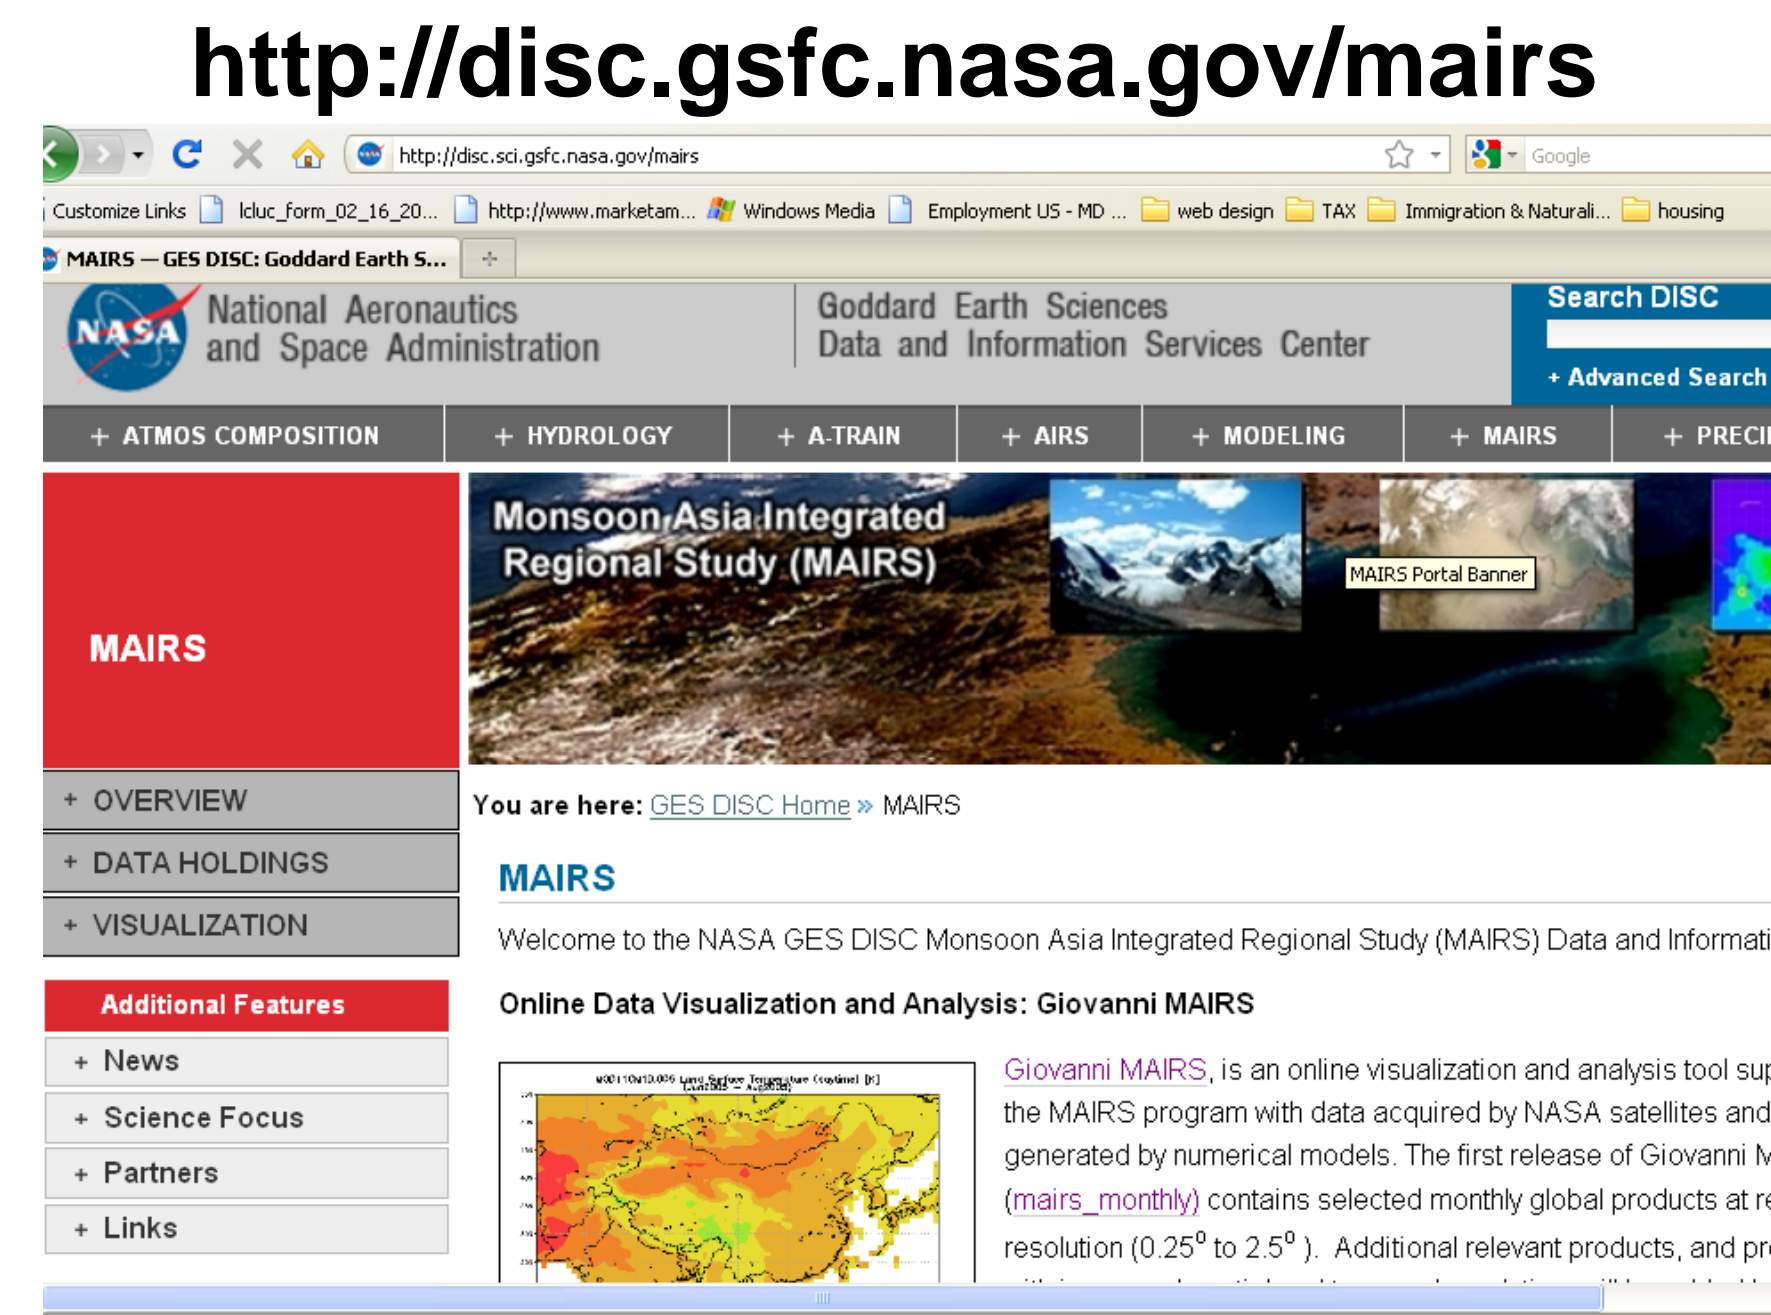 http://disc.gsfc.nasa.gov/mairs
http://disc.sci.gsfc.nasa.gov/mairs
Google
Customize Links lcluc_form_02_16_20... http://www.marketam... Windows Media Employment US - MD ... web design TAX Immigration & Naturali... housing
MAIRS — GES DISC: Goddard Earth S...
NASA
National Aeronautics
and Space Administration
Goddard Earth Sciences
Data and Information Services Center
Search DISC
+ Advanced Search
+ ATMOS COMPOSITION + HYDROLOGY + A-TRAIN + AIRS + MODELING + MAIRS + PRECI
Monsoon Asia Integrated
Regional Study (MAIRS)
MAIRS Portal Banner
MAIRS
+ OVERVIEW
+ DATA HOLDINGS
+ VISUALIZATION
Additional Features
+ News
+ Science Focus
+ Partners
+ Links
You are here: GES DISC Home » MAIRS
MAIRS
Welcome to the NASA GES DISC Monsoon Asia Integrated Regional Study (MAIRS) Data and Informati
Online Data Visualization and Analysis: Giovanni MAIRS
Land Surface Temperature (daytime) [K]
Giovanni MAIRS, is an online visualization and analysis tool sup
the MAIRS program with data acquired by NASA satellites and
generated by numerical models. The first release of Giovanni M
(mairs_monthly) contains selected monthly global products at re
resolution (0.25⁰ to 2.5⁰ ). Additional relevant products, and pr